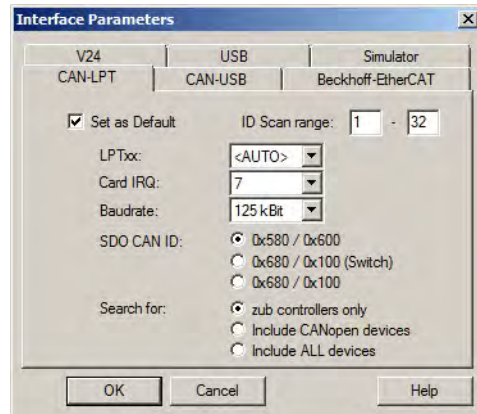 Interface Parameters
V24 USB Simulator
CAN-LPT CAN-USB Beckhoff-EtherCAT
Set as Default ID Scan range: 1 - 32
LPTxx: <AUTO>
Card IRQ: 7
Baudrate: 125 kBit
SDO CAN ID: 0x580 / 0x600
0x680 / 0x100 (Switch)
0x680 / 0x100
Search for: zub controllers only
Include CANopen devices
Include ALL devices
OK Cancel Help